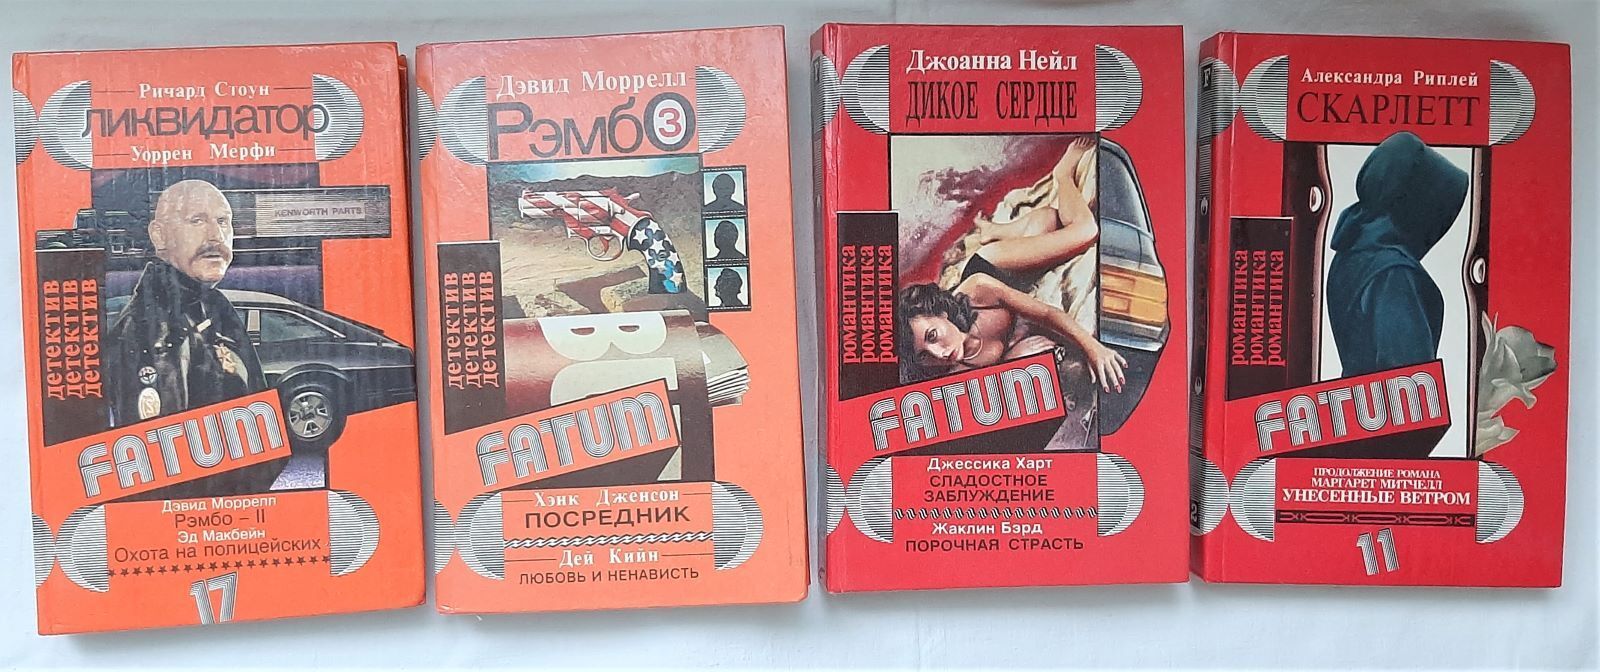 Ричард Стоун
ЛИКВИДАТОР
Уоррен Мерфи
KENWORTH PARTS
детектив
детектив
детектив
FATUM
Дэвид Моррелл
Рэмбо – II
Эд Макбейн
Охота на полицейских
17
Дэвид Моррелл
Рэмбо 3
детектив
детектив
детектив
FATUM
Хэнк Дженсон
ПОСРЕДНИК
Дей Кийн
ЛЮБОВЬ И НЕНАВИСТЬ
Джоанна Нейл
ДИКОЕ СЕРДЦЕ
романтика
романтика
романтика
FATUM
Джессика Харт
СЛАДОСТНОЕ
ЗАБЛУЖДЕНИЕ
Жаклин Бэрд
ПОРОЧНАЯ СТРАСТЬ
F
Александра Риплей
СКАРЛЕТТ
романтика
романтика
романтика
FATUM
ПРОДОЛЖЕНИЕ РОМАНА
МАРГАРЕТ МИТЧЕЛЛ
УНЕСЕННЫЕ ВЕТРОМ
11